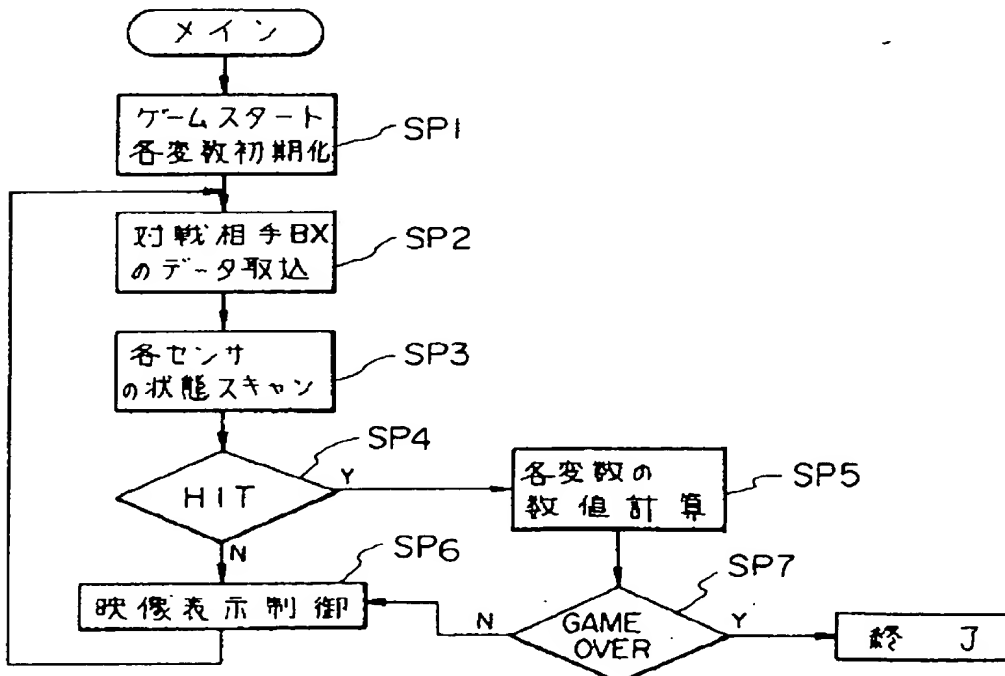 メイン
ゲームスタート
各変数初期化
SP1
対戦相手BX
のデータ取込
SP2
各センサ
の状態スキャン
SP3
SP4
HIT
Y
N
各変数の
数値計算
SP5
SP6
映像表示制御
SP7
GAME
OVER
N
Y
終了